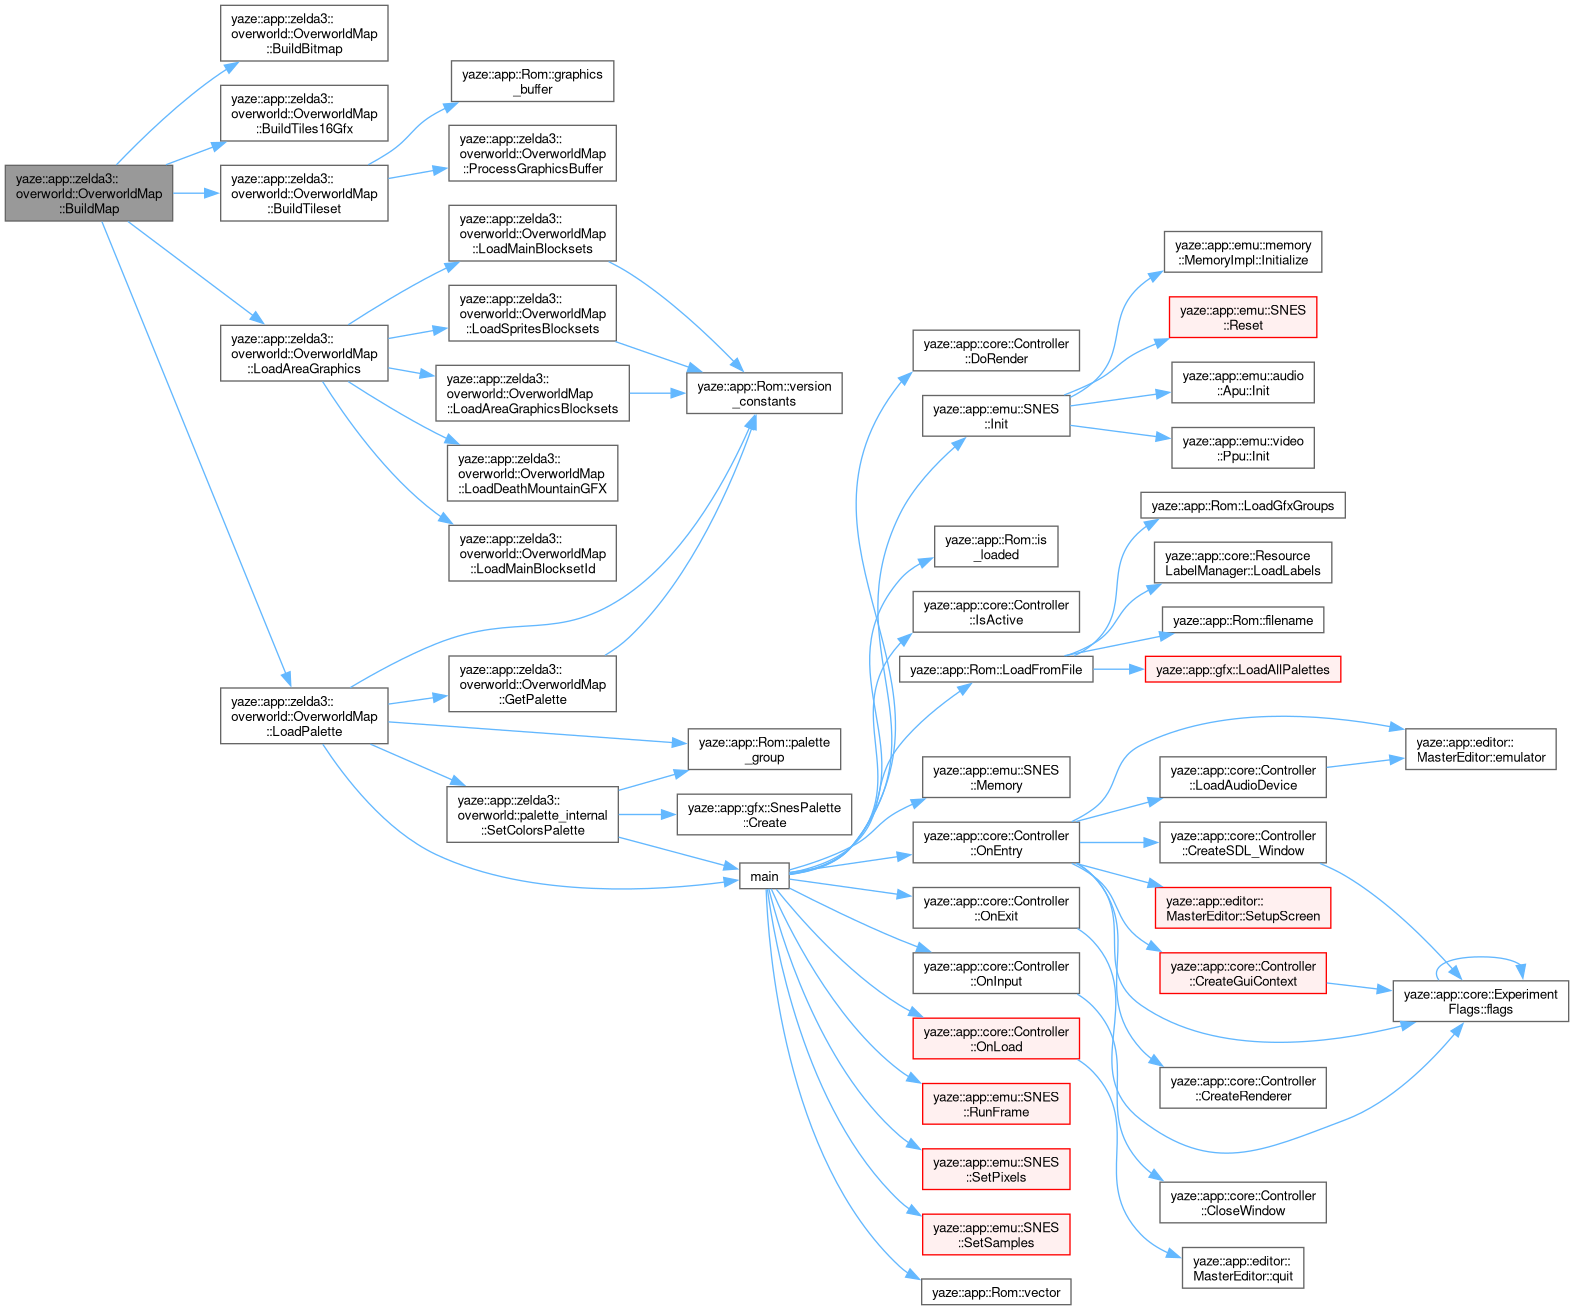 yaze::app::zelda3::
overworld::OverworldMap
::BuildMap
yaze::app::zelda3::
overworld::OverworldMap
::BuildBitmap
yaze::app::zelda3::
overworld::OverworldMap
::BuildTiles16Gfx
yaze::app::zelda3::
overworld::OverworldMap
::BuildTileset
yaze::app::zelda3::
overworld::OverworldMap
::LoadAreaGraphics
yaze::app::zelda3::
overworld::OverworldMap
::LoadPalette
yaze::app::Rom::graphics
_buffer
yaze::app::zelda3::
overworld::OverworldMap
::ProcessGraphicsBuffer
yaze::app::zelda3::
overworld::OverworldMap
::LoadMainBlocksets
yaze::app::zelda3::
overworld::OverworldMap
::LoadSpritesBlocksets
yaze::app::zelda3::
overworld::OverworldMap
::LoadAreaGraphicsBlocksets
yaze::app::zelda3::
overworld::OverworldMap
::LoadDeathMountainGFX
yaze::app::zelda3::
overworld::OverworldMap
::LoadMainBlocksetId
yaze::app::zelda3::
overworld::OverworldMap
::GetPalette
yaze::app::zelda3::
overworld::palette_internal
::SetColorsPalette
yaze::app::Rom::version
_constants
yaze::app::Rom::palette
_group
yaze::app::gfx::SnesPalette
::Create
main
yaze::app::core::Controller
::DoRender
yaze::app::emu::SNES
::Init
yaze::app::Rom::is
_loaded
yaze::app::core::Controller
::IsActive
yaze::app::Rom::LoadFromFile
yaze::app::emu::SNES
::Memory
yaze::app::core::Controller
::OnEntry
yaze::app::core::Controller
::OnExit
yaze::app::core::Controller
::OnInput
yaze::app::core::Controller
::OnLoad
yaze::app::emu::SNES
::RunFrame
yaze::app::emu::SNES
::SetPixels
yaze::app::emu::SNES
::SetSamples
yaze::app::Rom::vector
yaze::app::emu::memory
::MemoryImpl::Initialize
yaze::app::emu::SNES
::Reset
yaze::app::emu::audio
::Apu::Init
yaze::app::emu::video
::Ppu::Init
yaze::app::Rom::LoadGfxGroups
yaze::app::core::Resource
LabelManager::LoadLabels
yaze::app::Rom::filename
yaze::app::gfx::LoadAllPalettes
yaze::app::core::Controller
::LoadAudioDevice
yaze::app::core::Controller
::CreateSDL_Window
yaze::app::editor::
MasterEditor::SetupScreen
yaze::app::core::Controller
::CreateGuiContext
yaze::app::core::Controller
::CreateRenderer
yaze::app::core::Controller
::CloseWindow
yaze::app::editor::
MasterEditor::quit
yaze::app::editor::
MasterEditor::emulator
yaze::app::core::Experiment
Flags::flags